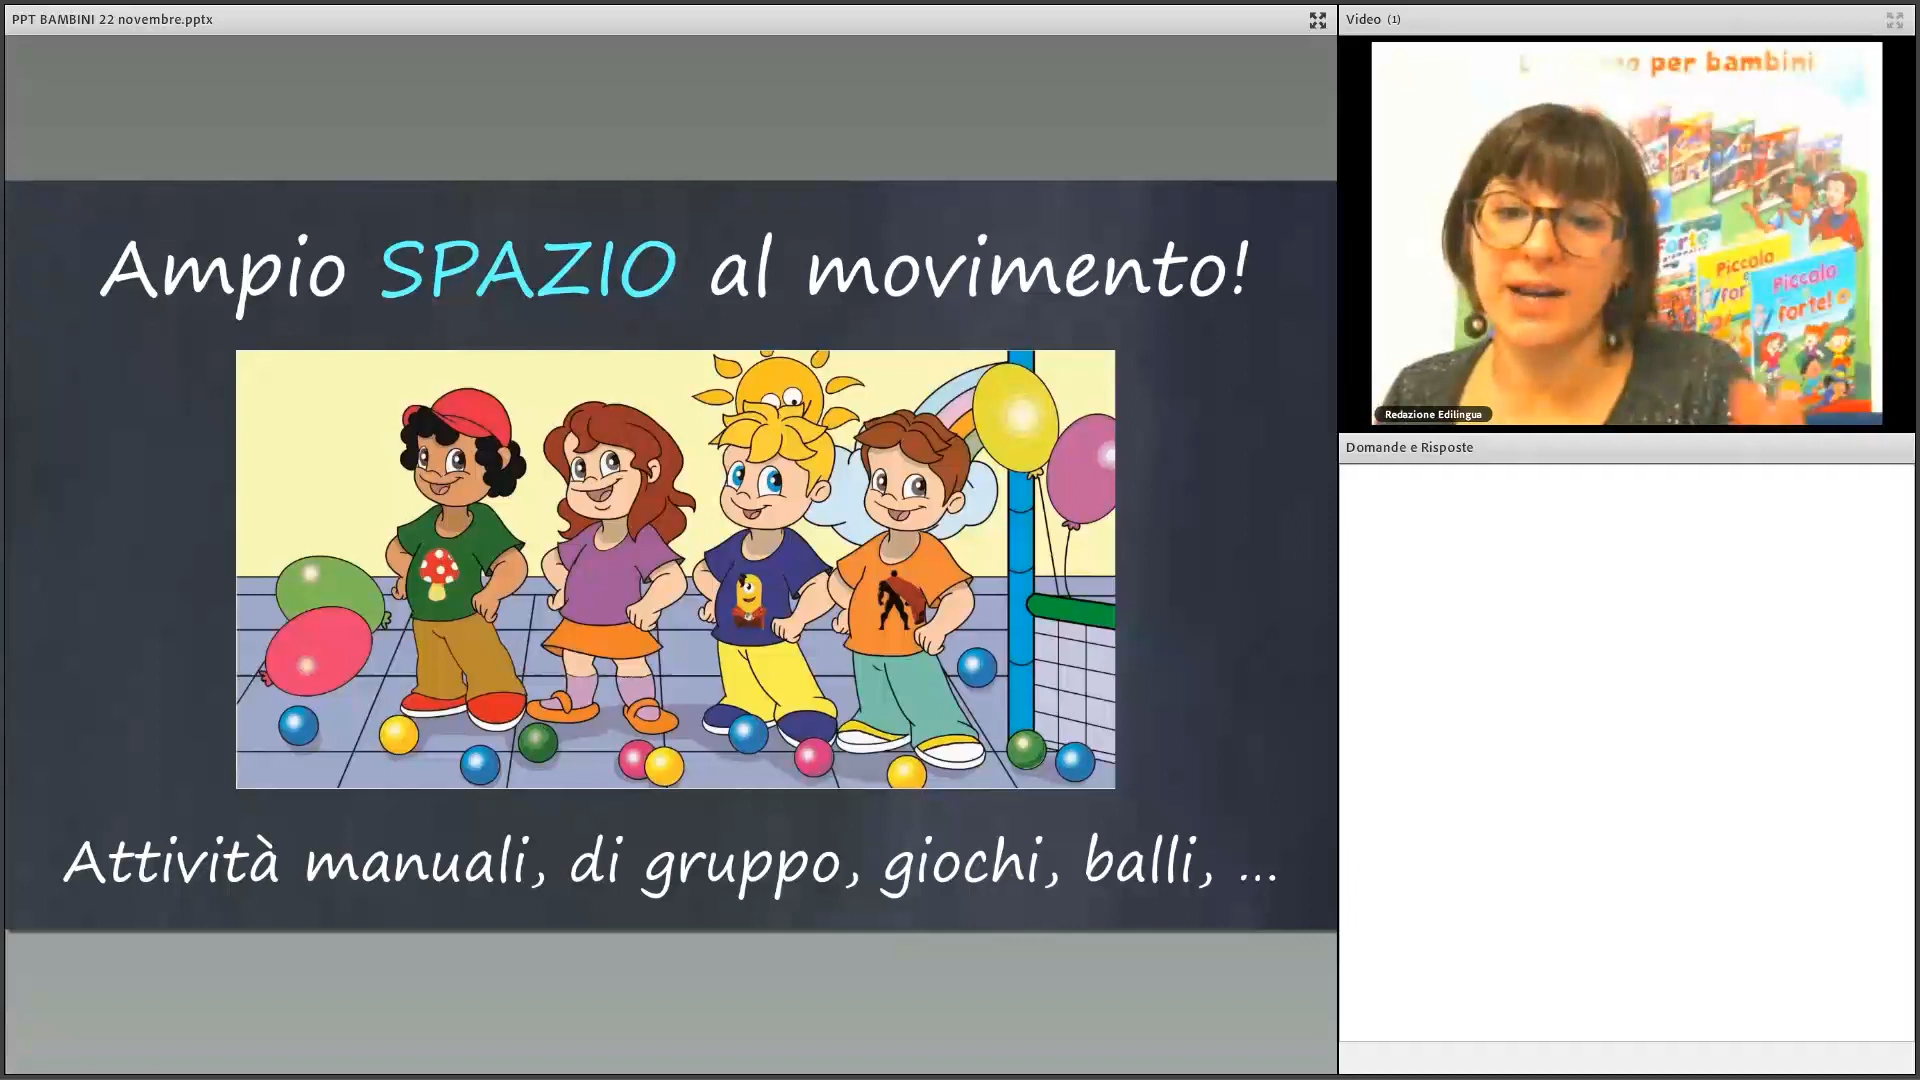 PPT BAMBINI 22 novembre.pptx
Ampio SPAZIO al movimento!
Attività manuali, di gruppo, giochi, balli, ...
Video (1)
per bambini
Forte
Piccolo
Piccolo
forte!
Redazione Edilingua
Domande e Risposte